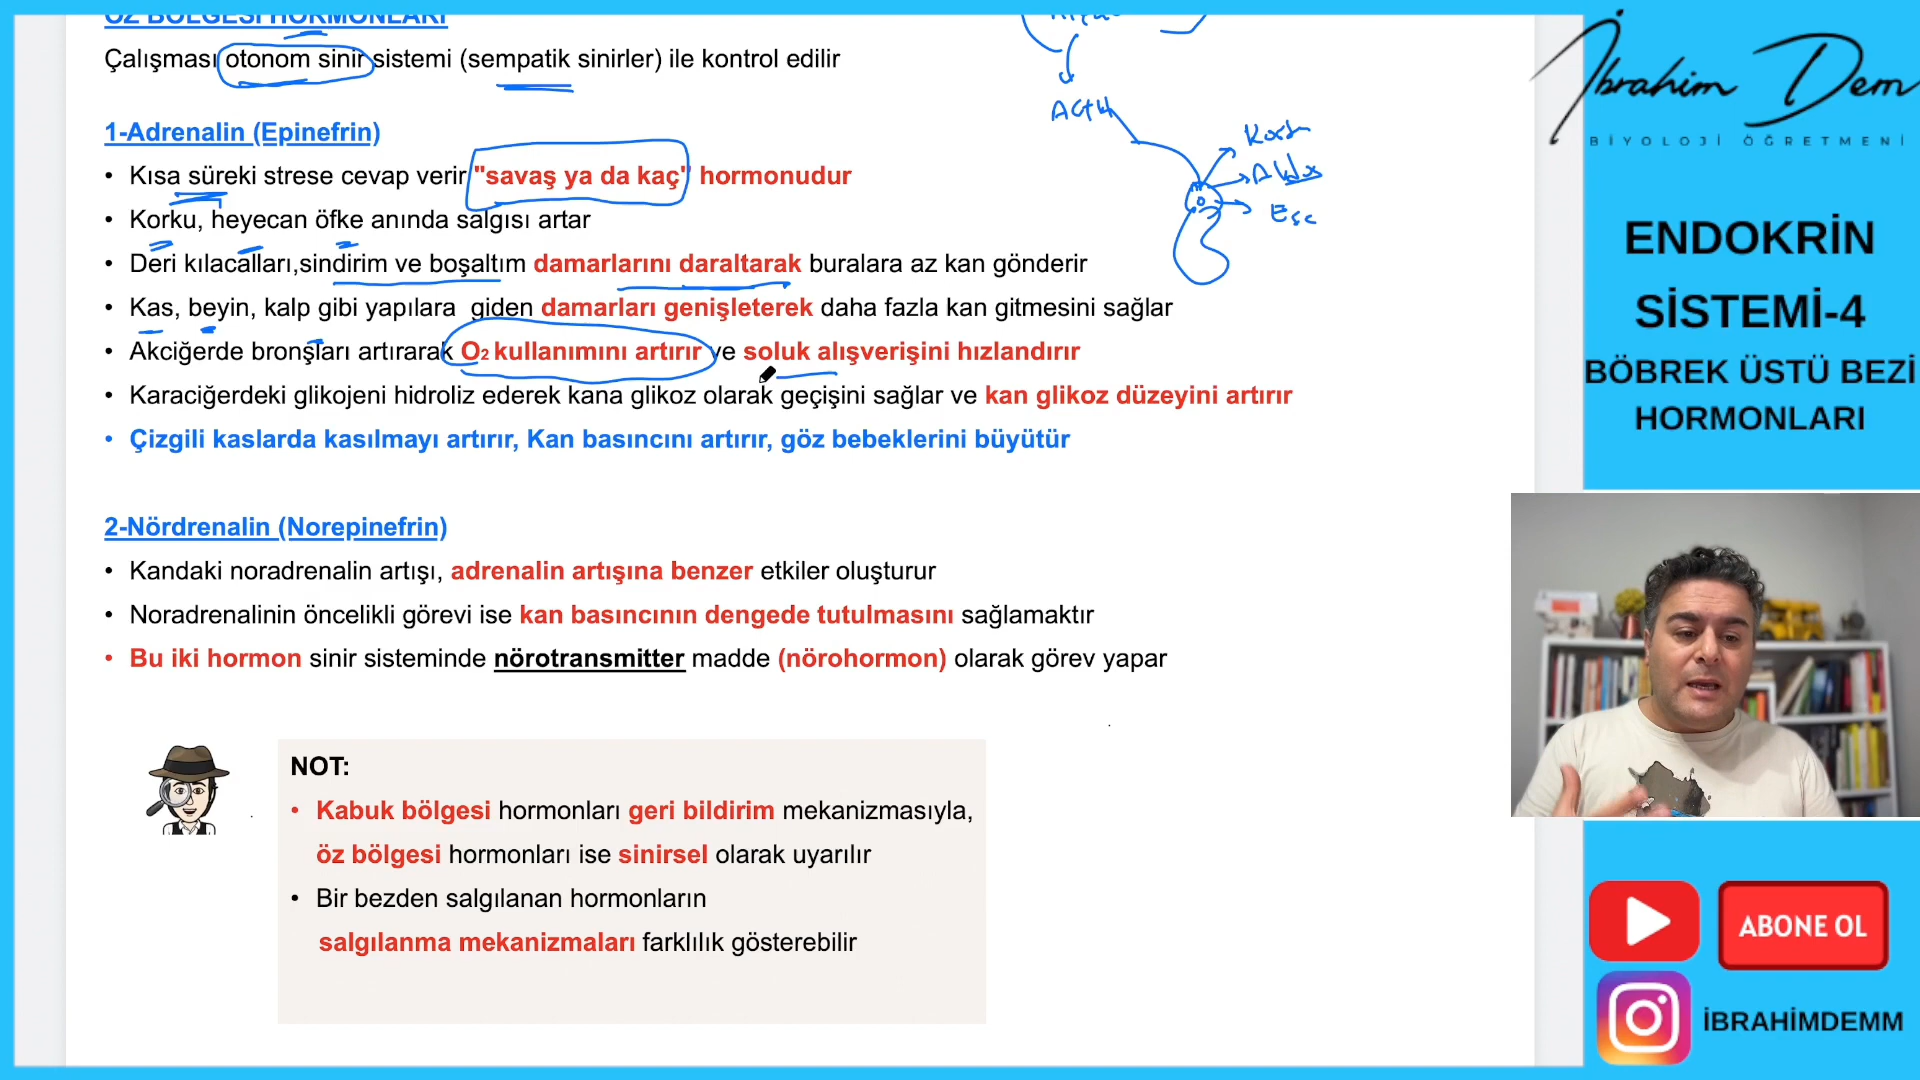 ÖZ BÖLGESİ HORMONLARI
Çalışması otonom sinir sistemi (sempatik sinirler) ile kontrol edilir
1-Adrenalin (Epinefrin)
• Kısa süreki strese cevap verir "savaş ya da kaç" hormonudur
• Korku, heyecan öfke anında salgısı artar
• Deri kılacalları,sindirim ve boşaltım damarlarını daraltarak buralara az kan gönderir
• Kas, beyin, kalp gibi yapılara giden damarları genişleterek daha fazla kan gitmesini sağlar
• Akciğerde bronşları artırarak O₂ kullanımını artırır ve soluk alışverişini hızlandırır
• Karaciğerdeki glikojeni hidroliz ederek kana glikoz olarak geçişini sağlar ve kan glikoz düzeyini artırır
• Çizgili kaslarda kasılmayı artırır, Kan basıncını artırır, göz bebeklerini büyütür
2-Nördrenalin (Norepinefrin)
• Kandaki noradrenalin artışı, adrenalin artışına benzer etkiler oluşturur
• Noradrenalinin öncelikli görevi ise kan basıncının dengede tutulmasını sağlamaktır
• Bu iki hormon sinir sisteminde nörotransmitter madde (nörohormon) olarak görev yapar
NOT:
• Kabuk bölgesi hormonları geri bildirim mekanizmasıyla,
öz bölgesi hormonları ise sinirsel olarak uyarılır
• Bir bezden salgılanan hormonların
salgılanma mekanizmaları farklılık gösterebilir
ACTH
İbrahim Dem
BİYOLOJİ ÖĞRETMENİ
ENDOKRİN
SİSTEMİ-4
BÖBREK ÜSTÜ BEZİ
HORMONLARI
ABONE OL
İBRAHİMDEMM